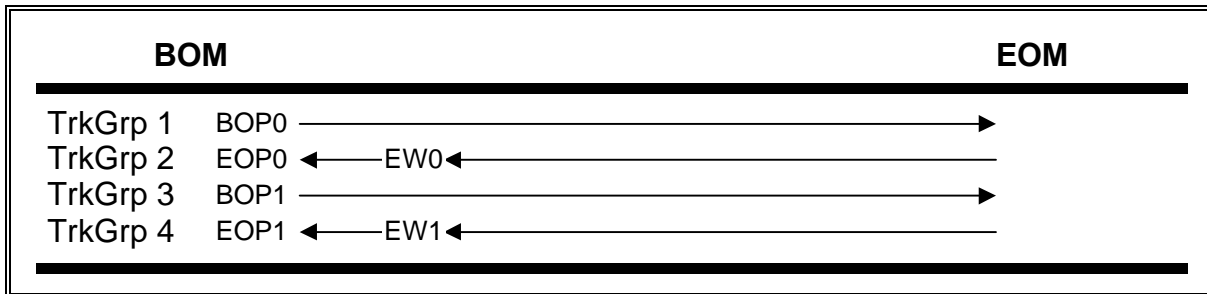 BOM EOM
TrkGrp 1 BOP0
TrkGrp 2 EOP0 EW0
TrkGrp 3 BOP1
TrkGrp 4 EOP1 EW1